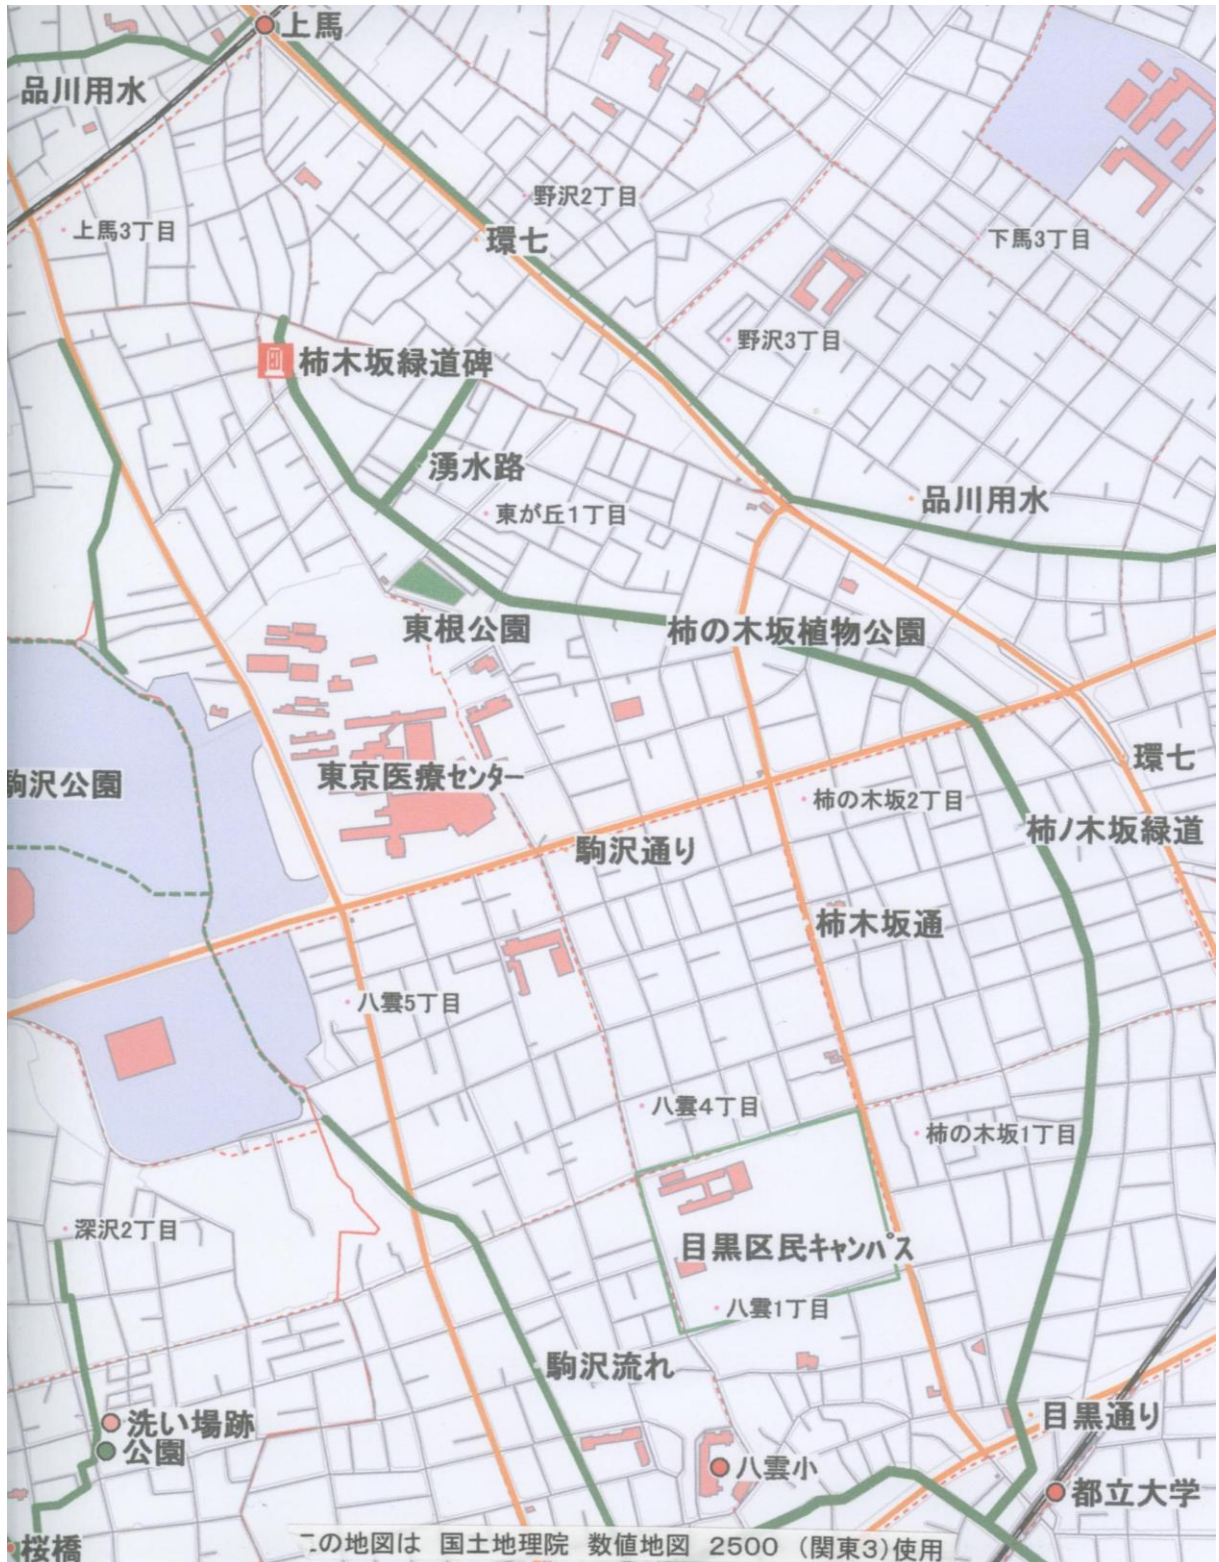 上馬
品川用水
野沢2丁目
上馬3丁目
環七
下馬3丁目
野沢3丁目
柿木坂緑道碑
湧水路
東が丘1丁目
品川用水
東根公園
柿の木坂植物公園
駒沢公園
東京医療センター
環七
柿の木坂2丁目
柿ノ木坂緑道
駒沢通り
柿木坂通
八雲5丁目
八雲4丁目
柿の木坂1丁目
深沢2丁目
目黒区民キャンパス
八雲1丁目
駒沢流れ
洗い場跡
公園
目黒通り
八雲小
都立大学
この地図は 国土地理院 数値地図 2500 (関東3)使用
桜橋